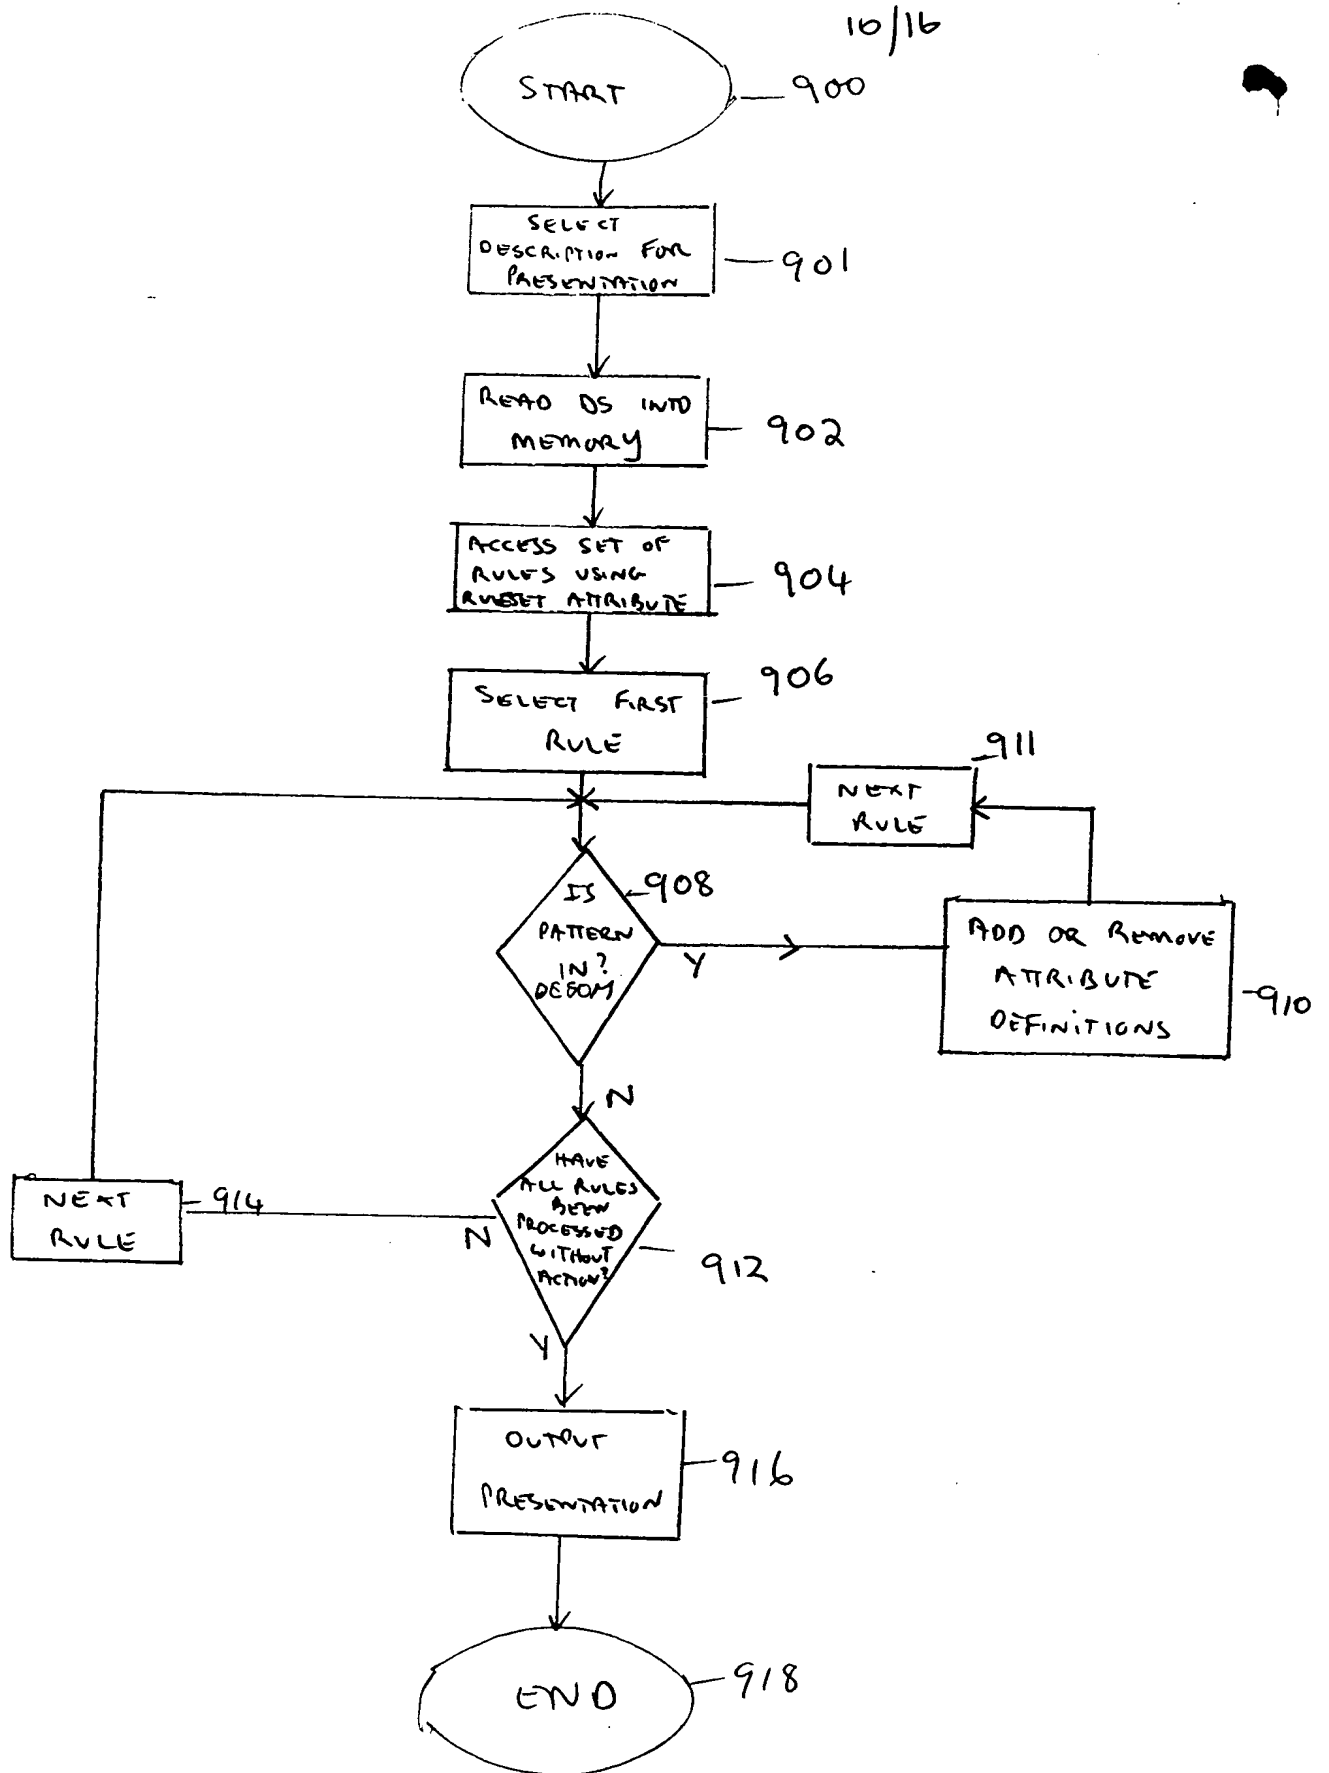 10/16
START
900
SELECT
DESCRIPTION FOR
PRESENTATION
901
READ DS INTO
MEMORY
902
ACCESS SET OF
RULES USING
RULESET ATTRIBUTE
904
SELECT FIRST
RULE
906
911
NEXT
RULE
IS
PATTERN
IN?
DESOM
908
Y
ADD OR REMOVE
ATTRIBUTE
DEFINITIONS
910
N
HAVE
ALL RULES
BEEN
PROCESSED
WITHOUT
ACTION?
912
N
NEXT
RULE
914
Y
OUTPUT
PRESENTATION
916
END
918